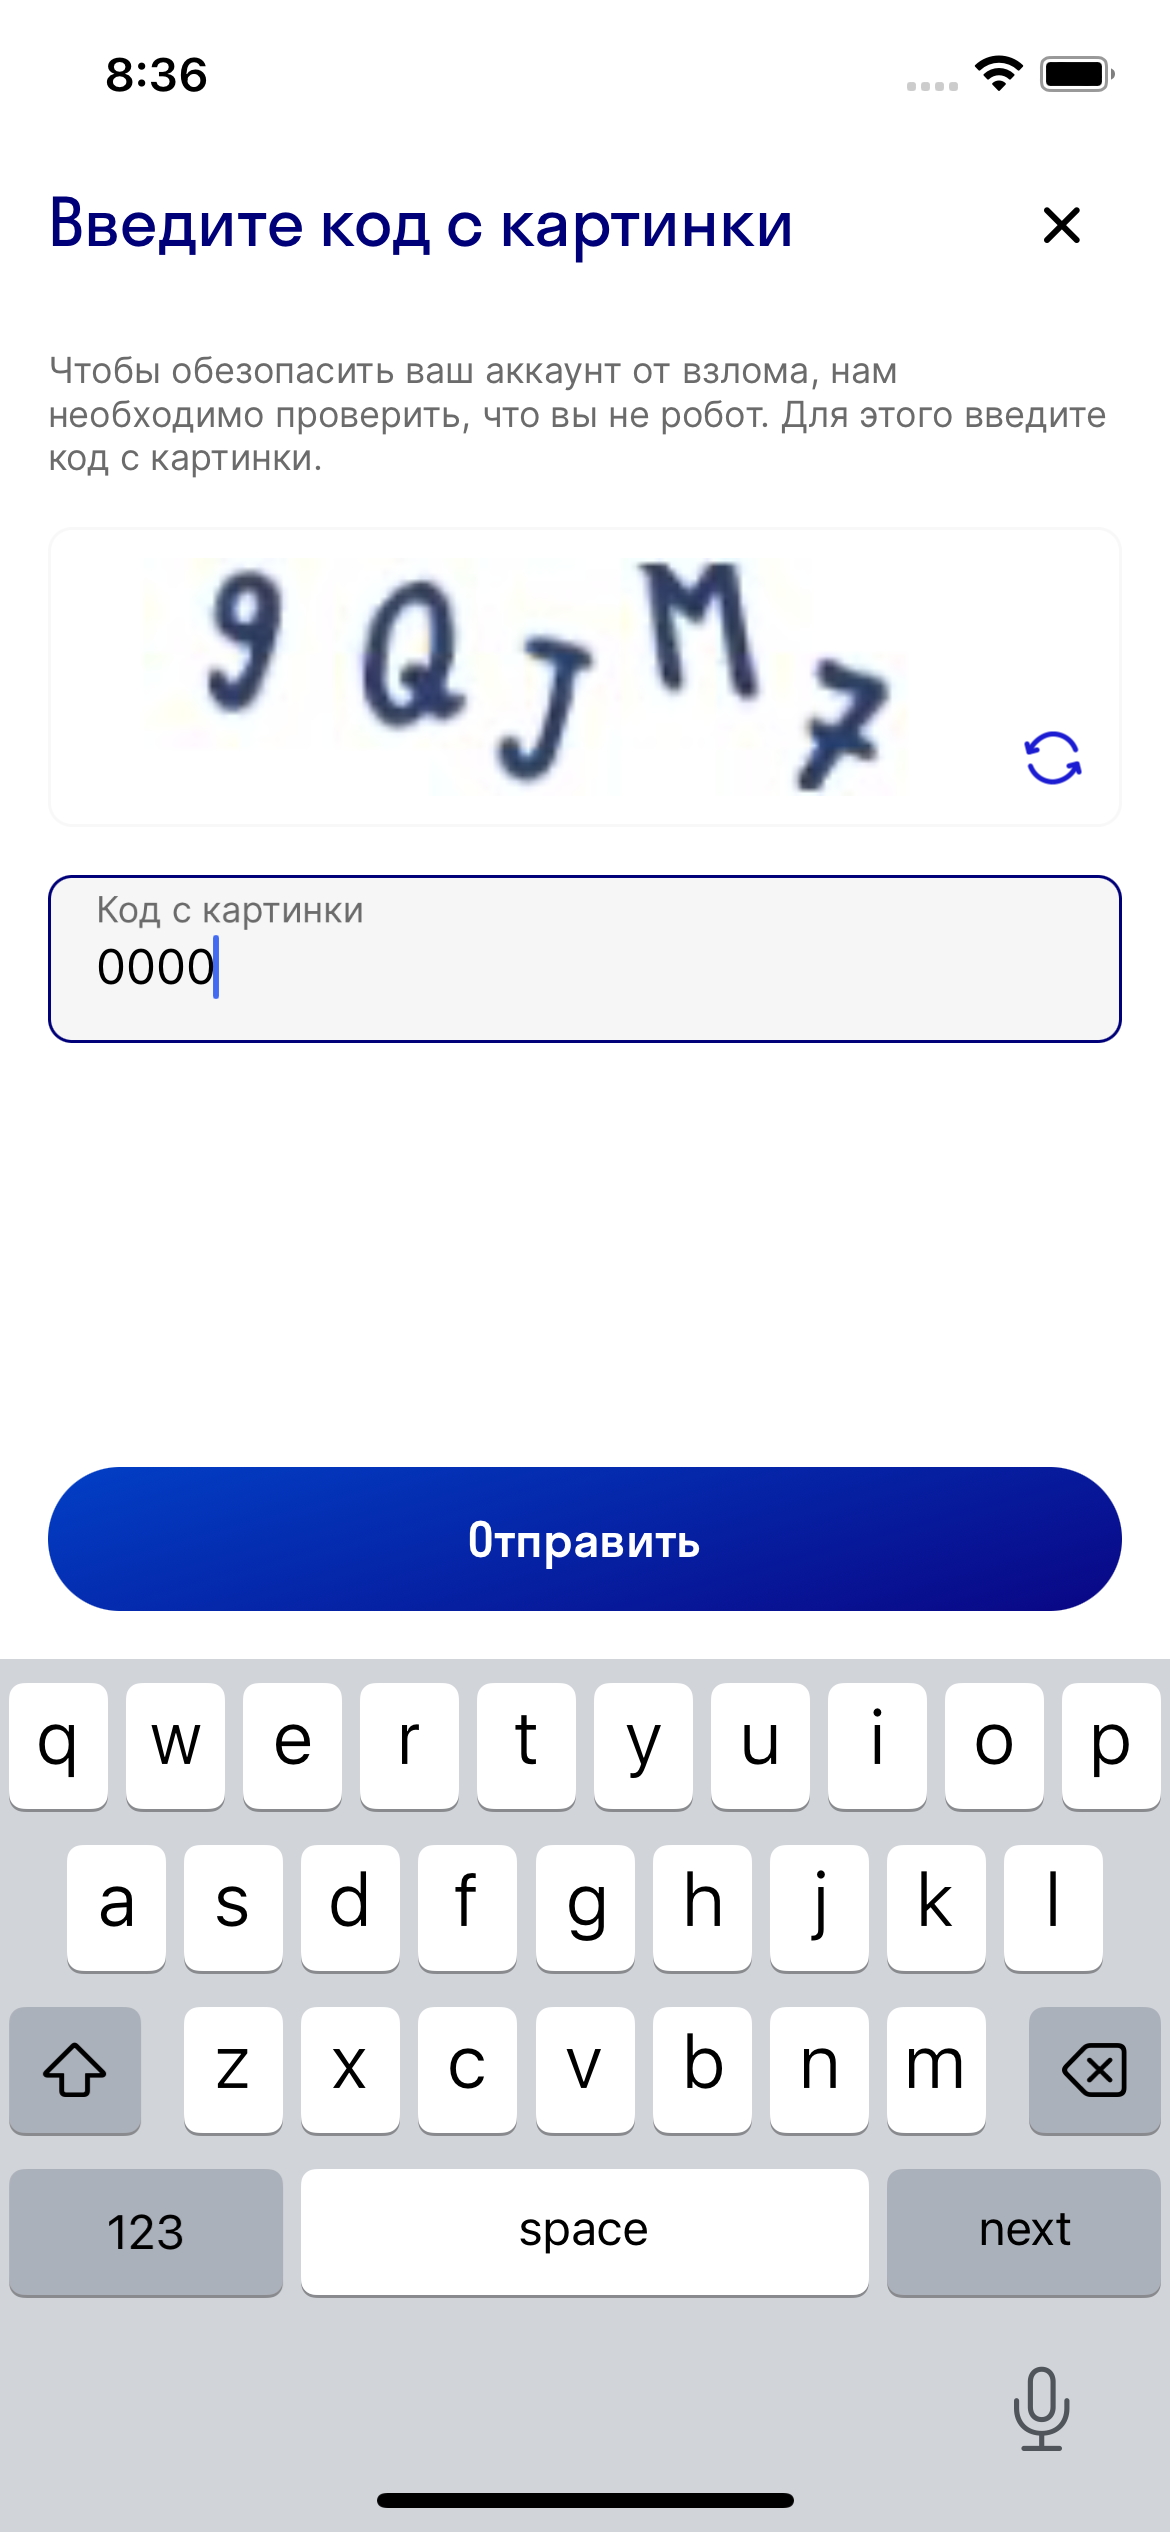 8:36
Введите код с картинки
Чтобы обезопасить ваш аккаунт от взлома, нам
необходимо проверить, что вы не робот. Для этого введите
код с картинки.
9QJM7
Код с картинки
0000
Отправить
q w e r t y u i o p
a s d f g h j k l
z x c v b n m
123 space next